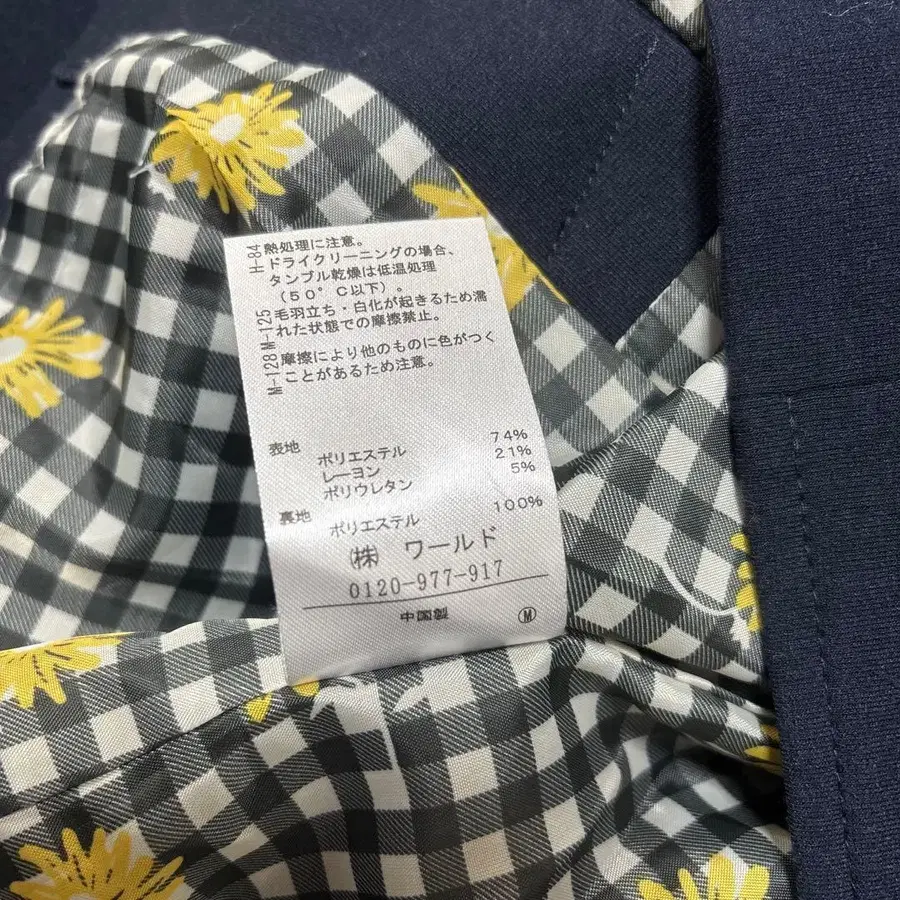 H-84 熱処理に注意。
ドライクリーニングの場合、
タンブル乾燥は低温処理
(50°C以下)。
M-125 毛羽立ち・白化が起きるため濡
れた状態での摩擦禁止。
M-128 摩擦により他のものに色がつく
ことがあるため注意。
表地
ポリエステル 74%
レーヨン 21%
ポリウレタン 5%
裏地
ポリエステル 100%
㈱ ワールド
0120-977-917
中国製 Ⓜ